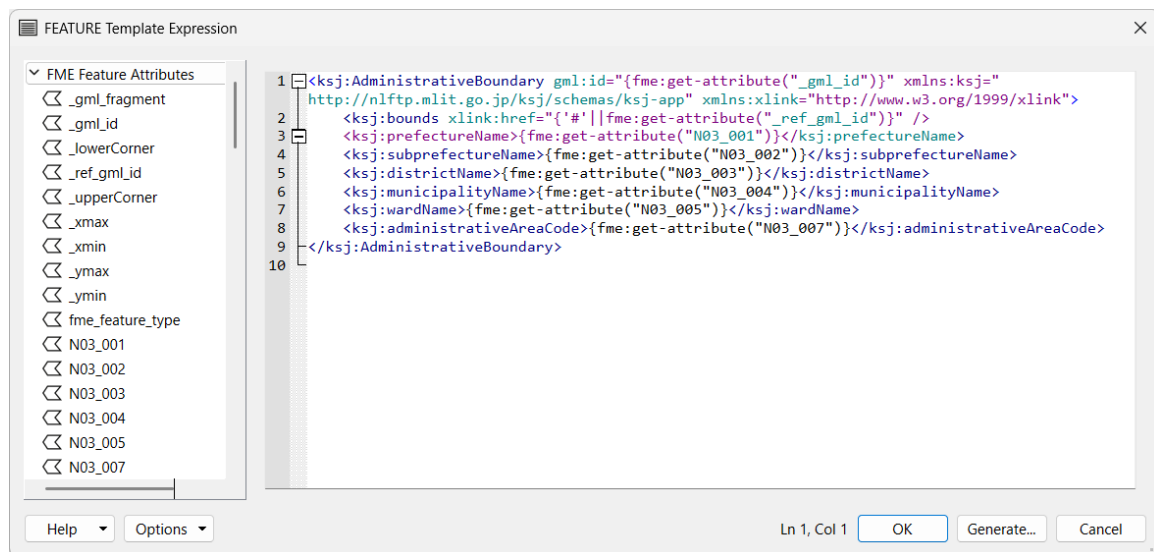 FEATURE Template Expression
FME Feature Attributes
_gml_fragment
_gml_id
_lowerCorner
_ref_gml_id
_upperCorner
_xmax
_xmin
_ymax
_ymin
fme_feature_type
N03_001
N03_002
N03_003
N03_004
N03_005
N03_007
1 <ksj:AdministrativeBoundary gml:id="{fme:get-attribute("_gml_id")}" xmlns:ksj="
http://nlftp.mlit.go.jp/ksj/schemas/ksj-app" xmlns:xlink="http://www.w3.org/1999/xlink">
2 <ksj:bounds xlink:href="{'#'||fme:get-attribute("_ref_gml_id")}" />
3 <ksj:prefectureName>{fme:get-attribute("N03_001")}</ksj:prefectureName>
4 <ksj:subprefectureName>{fme:get-attribute("N03_002")}</ksj:subprefectureName>
5 <ksj:districtName>{fme:get-attribute("N03_003")}</ksj:districtName>
6 <ksj:municipalityName>{fme:get-attribute("N03_004")}</ksj:municipalityName>
7 <ksj:wardName>{fme:get-attribute("N03_005")}</ksj:wardName>
8 <ksj:administrativeAreaCode>{fme:get-attribute("N03_007")}</ksj:administrativeAreaCode>
9 </ksj:AdministrativeBoundary>
10
Help Options Ln 1, Col 1 OK Generate... Cancel